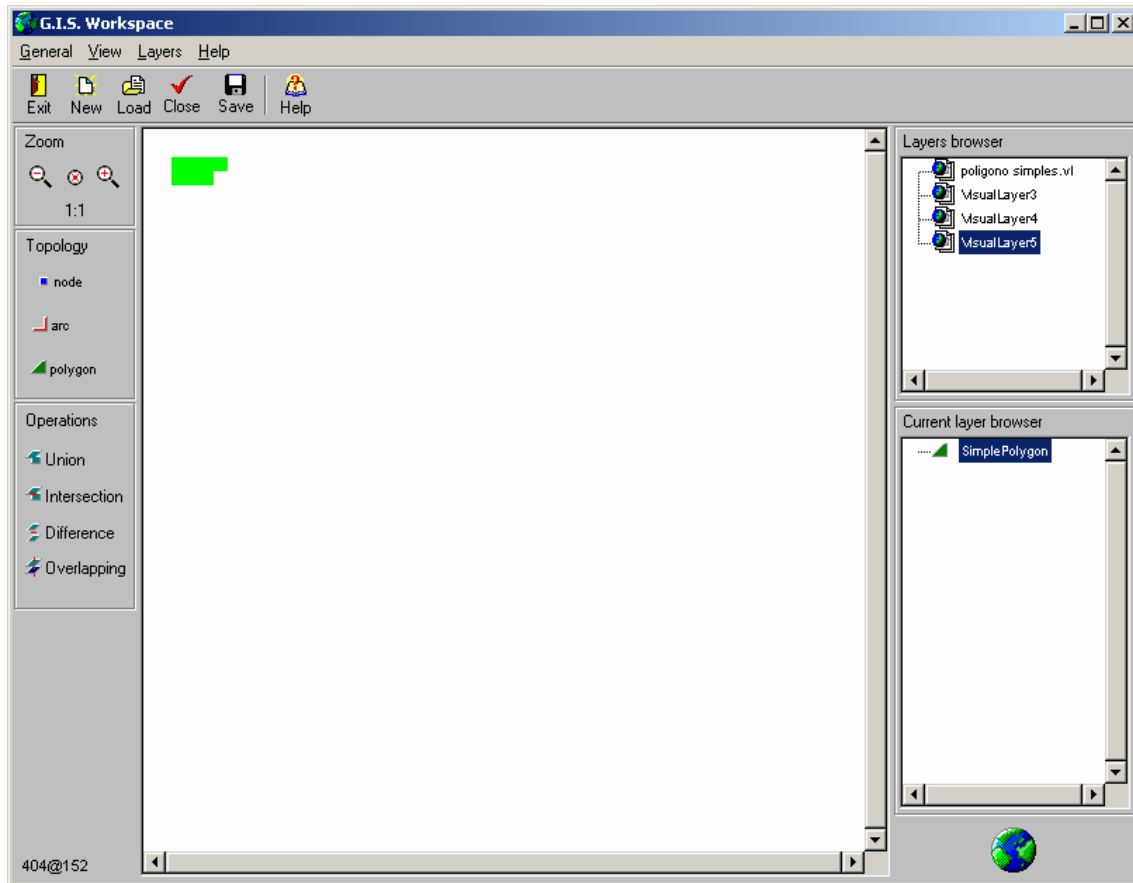 G.I.S. Workspace
General View Layers Help
Exit New Load Close Save Help
Zoom
1:1
Topology
node
arc
polygon
Operations
Union
Intersection
Difference
Overlapping
404@152
Layers browser
poligono simples.vl
VisualLayer3
VisualLayer4
VisualLayer5
Current layer browser
SimplePolygon